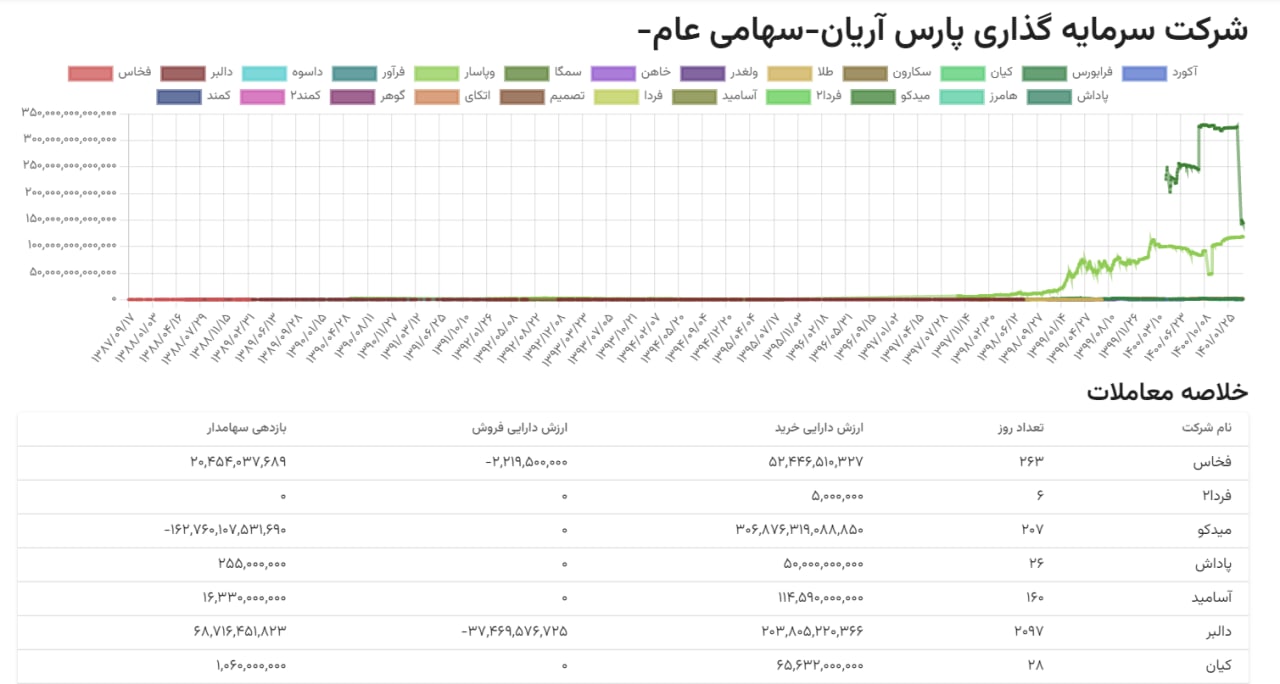 شرکت سرمایه گذاری پارس آریان-سهامی عام-
آکورد فرابورس کیان سکارون طلا ولغدر خاهن سمگا وپاسار فرآور داسوه دالبر فخاس
پاداش هامرز میدکو فردا۲ آسامید فردا تصمیم اتکای گوهر کمند۲ کمند
۳۵۰,۰۰۰,۰۰۰,۰۰۰,۰۰۰
۳۰۰,۰۰۰,۰۰۰,۰۰۰,۰۰۰
۲۵۰,۰۰۰,۰۰۰,۰۰۰,۰۰۰
۲۰۰,۰۰۰,۰۰۰,۰۰۰,۰۰۰
۱۵۰,۰۰۰,۰۰۰,۰۰۰,۰۰۰
۱۰۰,۰۰۰,۰۰۰,۰۰۰,۰۰۰
۵۰,۰۰۰,۰۰۰,۰۰۰,۰۰۰
۰
۱۳۸۷/۰۹/۱۷ ۱۳۸۸/۰۱/۰۳ ۱۳۸۸/۰۴/۱۶ ۱۳۸۸/۰۷/۲۹ ۱۳۸۸/۱۱/۱۵ ۱۳۸۹/۰۲/۳۱ ۱۳۸۹/۰۶/۱۳ ۱۳۸۹/۰۹/۲۸ ۱۳۹۰/۰۱/۱۵ ۱۳۹۰/۰۴/۲۸ ۱۳۹۰/۰۸/۱۱ ۱۳۹۰/۱۱/۲۷ ۱۳۹۱/۰۳/۱۲ ۱۳۹۱/۰۶/۲۵ ۱۳۹۱/۱۰/۱۰ ۱۳۹۲/۰۱/۲۶ ۱۳۹۲/۰۵/۰۸ ۱۳۹۲/۰۸/۲۲ ۱۳۹۲/۱۲/۰۸ ۱۳۹۳/۰۳/۲۳ ۱۳۹۳/۰۷/۰۵ ۱۳۹۳/۱۰/۲۱ ۱۳۹۴/۰۲/۰۷ ۱۳۹۴/۰۵/۲۰ ۱۳۹۴/۰۹/۰۴ ۱۳۹۴/۱۲/۲۰ ۱۳۹۵/۰۴/۰۴ ۱۳۹۵/۰۷/۱۷ ۱۳۹۵/۱۱/۰۳ ۱۳۹۶/۰۲/۱۸ ۱۳۹۶/۰۵/۳۱ ۱۳۹۶/۰۹/۱۵ ۱۳۹۷/۰۱/۰۲ ۱۳۹۷/۰۴/۱۵ ۱۳۹۷/۰۷/۲۸ ۱۳۹۷/۱۱/۱۴ ۱۳۹۸/۰۲/۳۰ ۱۳۹۸/۰۶/۱۲ ۱۳۹۸/۰۹/۲۷ ۱۳۹۹/۰۱/۱۴ ۱۳۹۹/۰۴/۲۷ ۱۳۹۹/۰۸/۱۰ ۱۳۹۹/۱۱/۲۶ ۱۴۰۰/۰۳/۱۰ ۱۴۰۰/۰۶/۲۳ ۱۴۰۰/۱۰/۰۸ ۱۴۰۱/۰۱/۲۵
خلاصه معاملات
نام شرکت تعداد روز ارزش دارایی خرید ارزش دارایی فروش بازدهی سهامدار
فخاس ۲۶۳ ۵۲,۴۴۶,۵۱۰,۳۲۷ -۲,۲۱۹,۵۰۰,۰۰۰ ۲۰,۴۵۴,۰۳۷,۶۸۹
فردا۲ ۶ ۵,۰۰۰,۰۰۰ ۰ ۰
میدکو ۲۰۷ ۳۰۶,۸۷۶,۳۱۹,۰۸۸,۸۵۰ ۰ -۱۶۲,۷۶۰,۱۰۷,۵۳۱,۶۹۰
پاداش ۲۶ ۵۰,۰۰۰,۰۰۰,۰۰۰ ۰ ۲۵۵,۰۰۰,۰۰۰
آسامید ۱۶۰ ۱۱۴,۵۹۰,۰۰۰,۰۰۰ ۰ ۱۶,۳۳۰,۰۰۰,۰۰۰
دالبر ۲۰۹۷ ۲۰۳,۸۰۵,۲۲۰,۳۶۶ -۳۷,۴۶۹,۵۷۶,۷۲۵ ۶۸,۷۱۶,۴۵۱,۸۲۳
کیان ۲۸ ۶۵,۶۳۲,۰۰۰,۰۰۰ ۰ ۱,۰۶۰,۰۰۰,۰۰۰